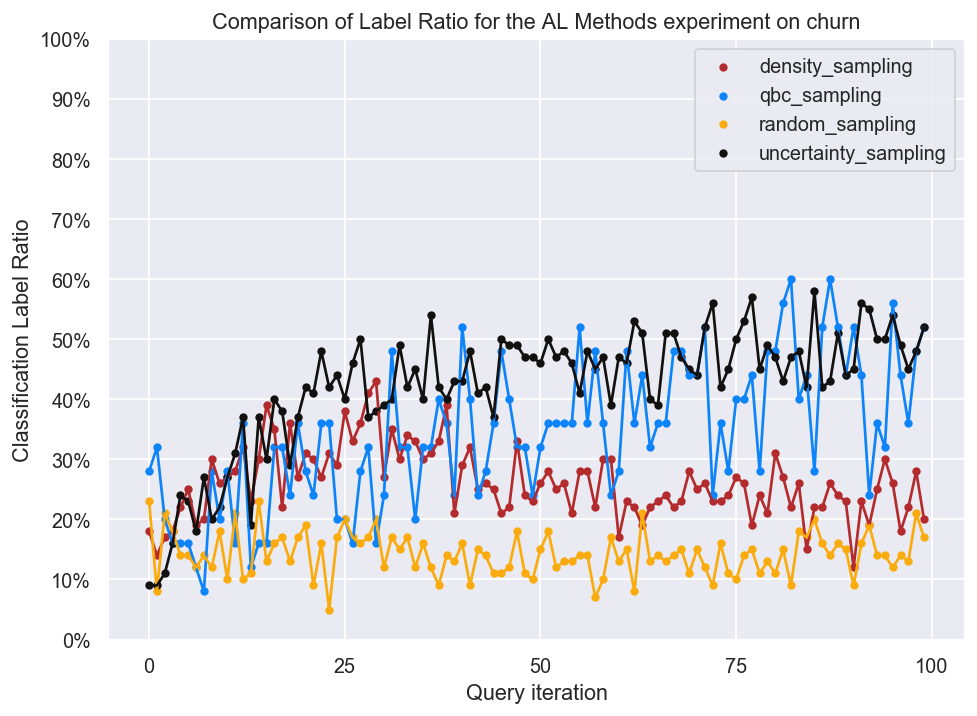 Comparison of Label Ratio for the AL Methods experiment on churn
100%
90%
80%
70%
60%
50%
40%
30%
20%
10%
0%
Classification Label Ratio
density_sampling
qbc_sampling
random_sampling
uncertainty_sampling
0 25 50 75 100
Query iteration